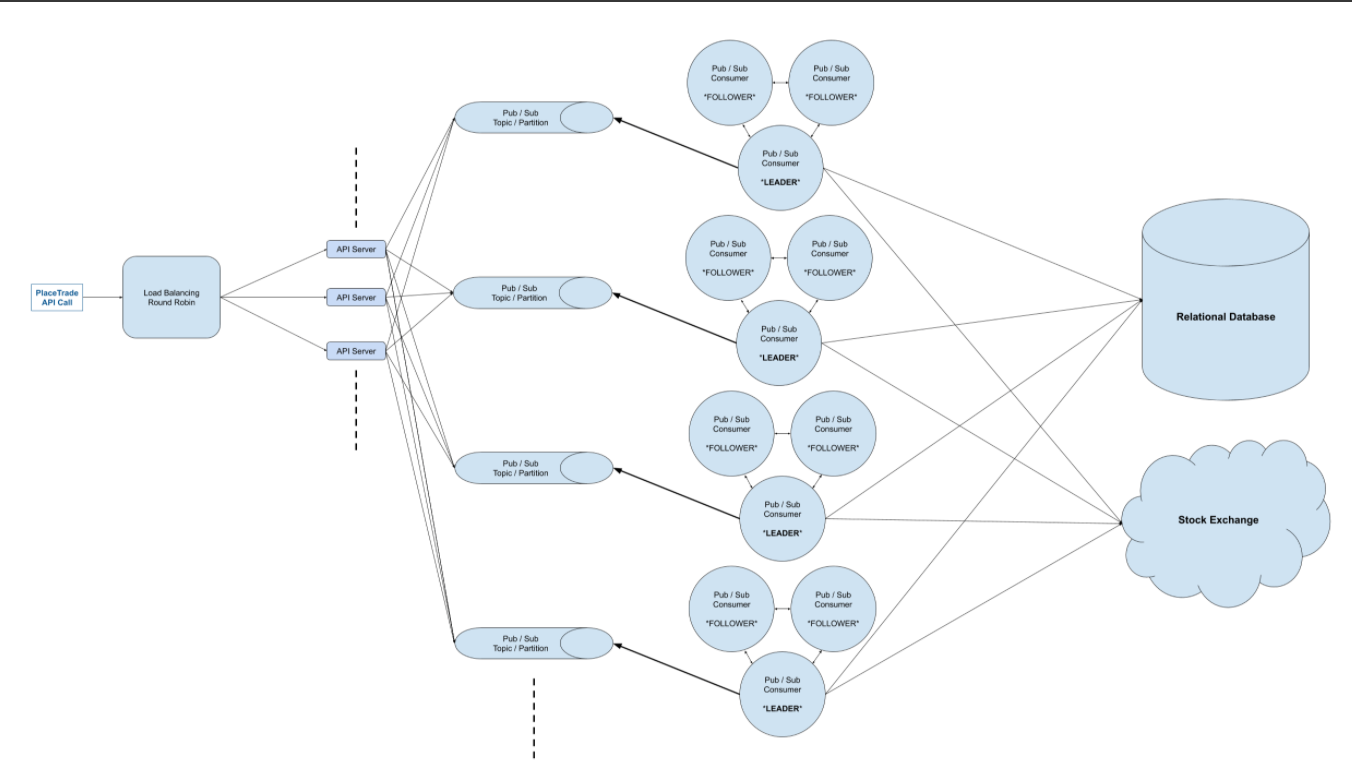 PlaceTrade
API Call
Load Balancing
Round Robin
API Server
API Server
API Server
Pub / Sub
Topic / Partition
Pub / Sub
Topic / Partition
Pub / Sub
Topic / Partition
Pub / Sub
Topic / Partition
Pub / Sub
Consumer
*FOLLOWER*
Pub / Sub
Consumer
*FOLLOWER*
Pub / Sub
Consumer
*LEADER*
Pub / Sub
Consumer
*FOLLOWER*
Pub / Sub
Consumer
*FOLLOWER*
Pub / Sub
Consumer
*LEADER*
Pub / Sub
Consumer
*FOLLOWER*
Pub / Sub
Consumer
*FOLLOWER*
Pub / Sub
Consumer
*LEADER*
Pub / Sub
Consumer
*FOLLOWER*
Pub / Sub
Consumer
*FOLLOWER*
Pub / Sub
Consumer
*LEADER*
Relational Database
Stock Exchange